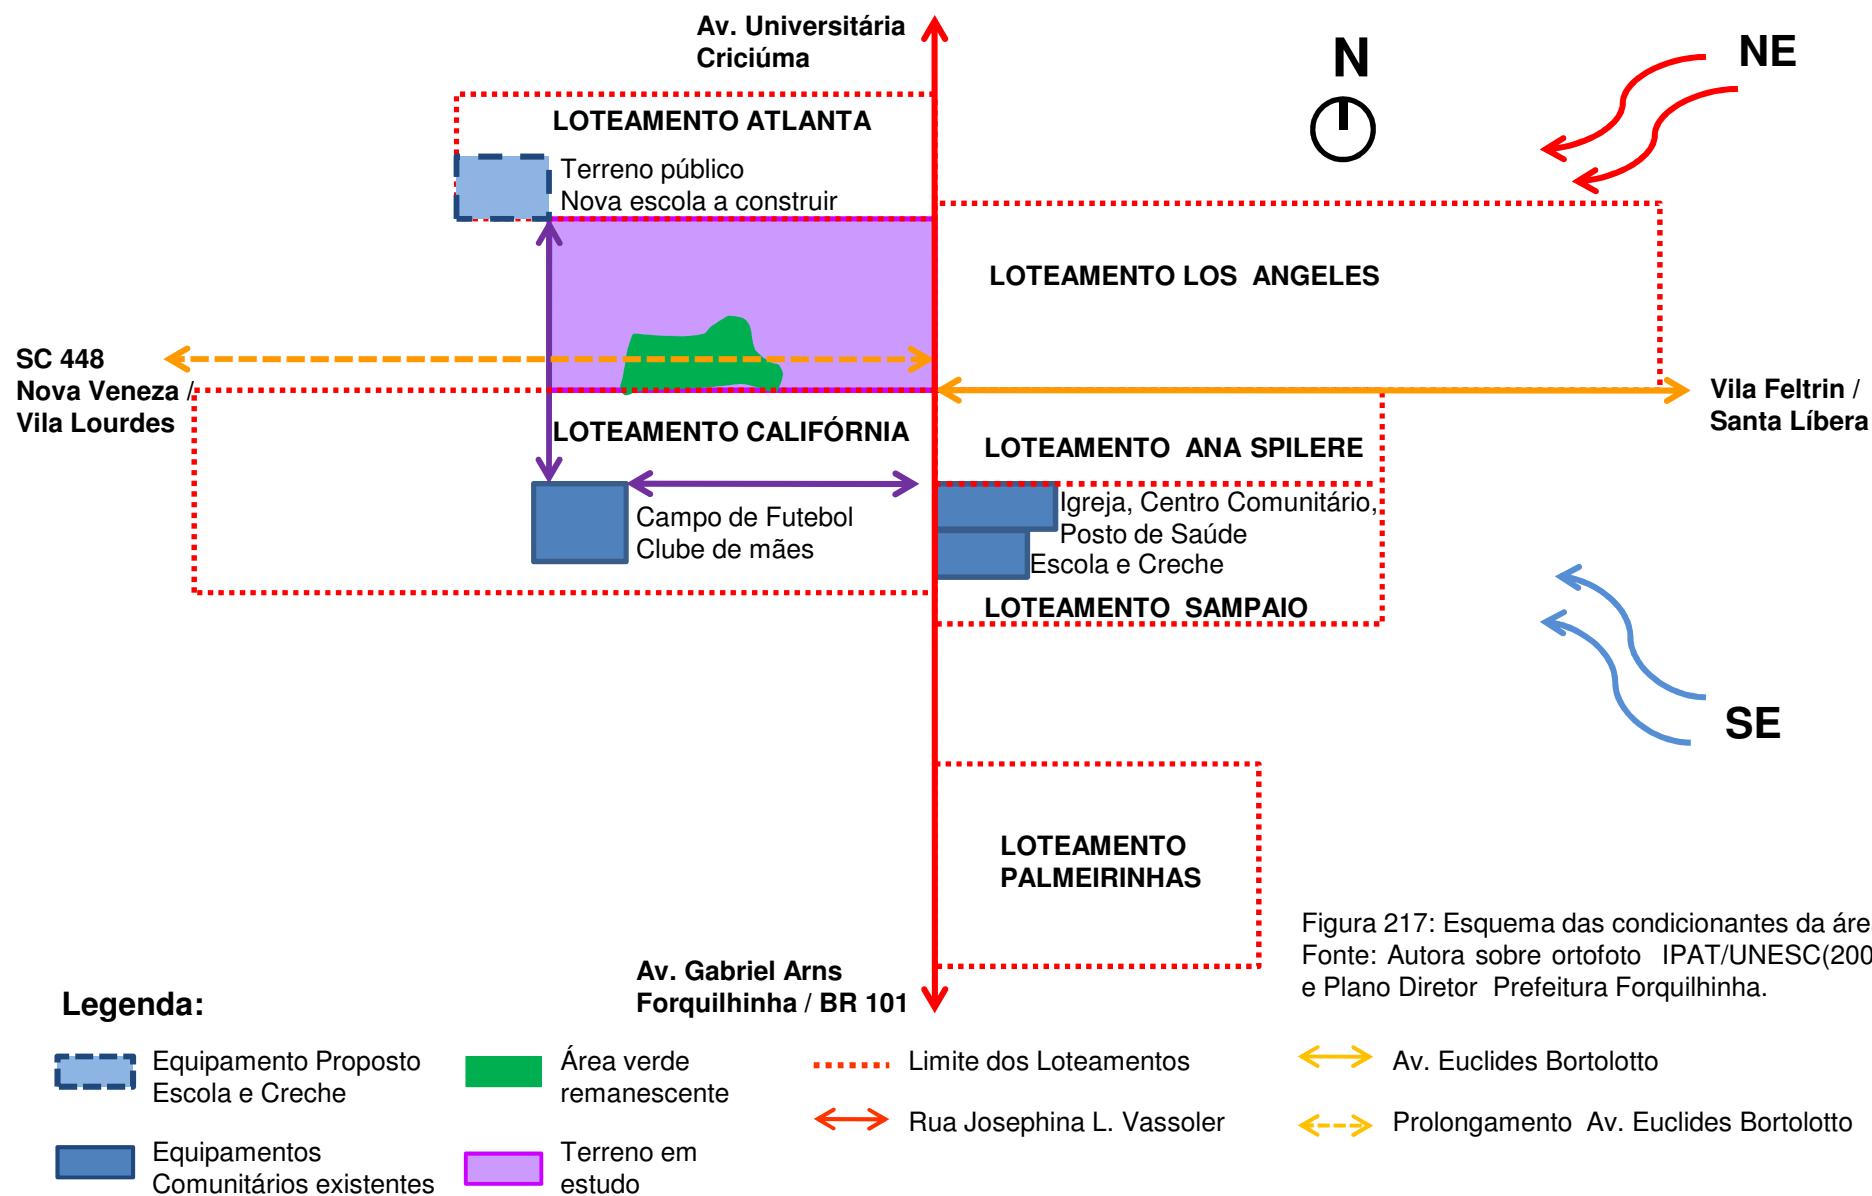 Av. Universitária
Criciúma
N
NE
LOTEAMENTO ATLANTA
Terreno público
Nova escola a construir
LOTEAMENTO LOS ANGELES
SC 448
Nova Veneza /
Vila Lourdes
Vila Feltrin /
Santa Líbera
LOTEAMENTO CALIFÓRNIA
LOTEAMENTO ANA SPILERE
Campo de Futebol
Clube de mães
Igreja, Centro Comunitário,
Posto de Saúde
Escola e Creche
LOTEAMENTO SAMPAIO
SE
LOTEAMENTO
PALMEIRINHAS
Av. Gabriel Arns
Forquilhinha / BR 101
Figura 217: Esquema das condicionantes da áre
Fonte: Autora sobre ortofoto IPAT/UNESC(200
e Plano Diretor Prefeitura Forquilhinha.
Legenda:
Equipamento Proposto
Escola e Creche
Equipamentos
Comunitários existentes
Área verde
remanescente
Terreno em
estudo
Limite dos Loteamentos
Rua Josephina L. Vassoler
Av. Euclides Bortolotto
Prolongamento Av. Euclides Bortolotto